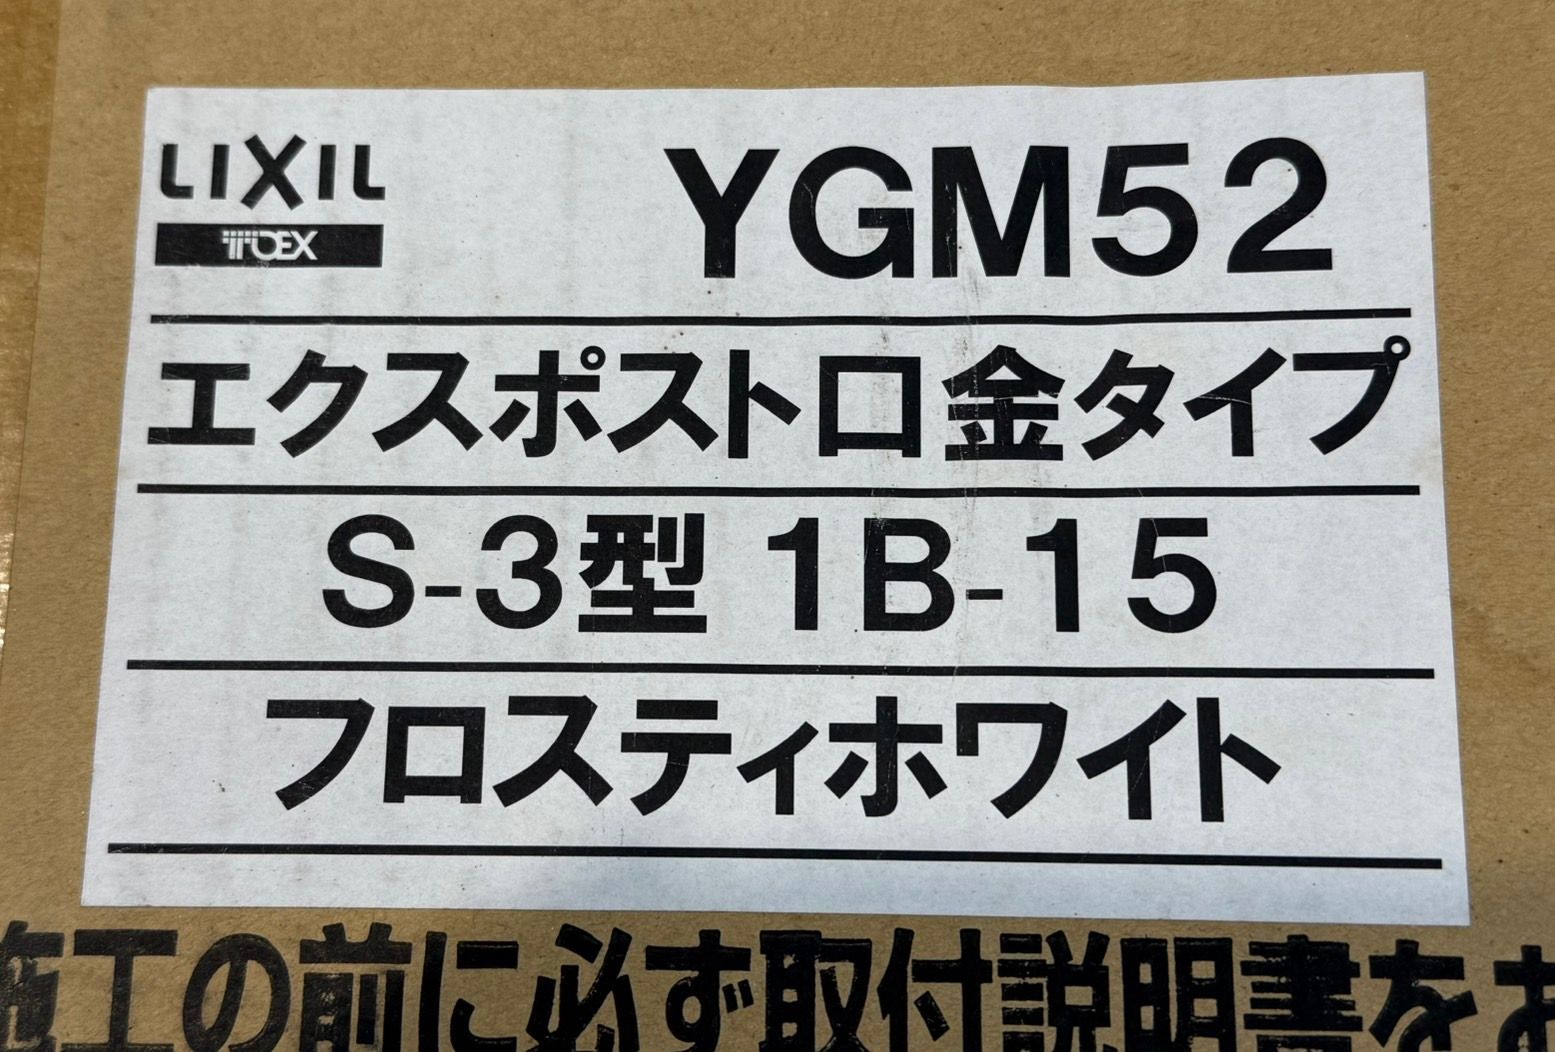 LIXIL
TOEX
YGM52
エクスポスト口金タイプ
S-3型 1B-15
フロスティホワイト
施工の前に必ず取付説明書をお